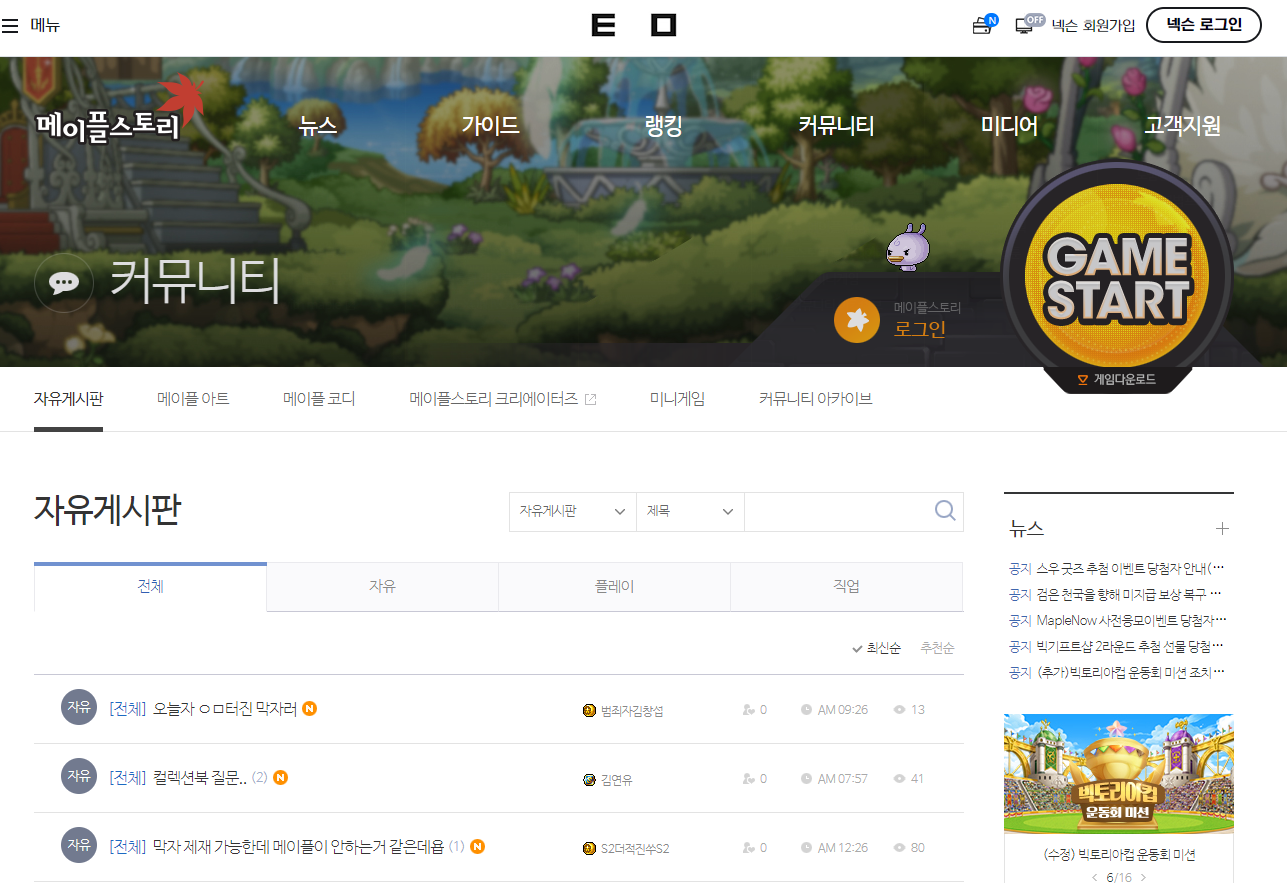 메뉴
N
OFF
넥슨 회원가입
넥슨 로그인
메이플스토리
뉴스
가이드
랭킹
커뮤니티
미디어
고객지원
커뮤니티
메이플스토리
로그인
GAME
START
게임다운로드
자유게시판
메이플 아트
메이플 코디
메이플스토리 크리에이터즈
미니게임
커뮤니티 아카이브
자유게시판
자유게시판
제목
전체
자유
플레이
직업
최신순
추천순
자유 [전체] 오늘자 ㅇㅁ터진 막자러 N 범죄자김창섭 0 AM 09:26 13
자유 [전체] 컬렉션북 질문.. (2) N 김연유 0 AM 07:57 41
자유 [전체] 막자 제재 가능한데 메이플이 안하는거 같은데욥 (1) N S2더적진쑤S2 0 AM 12:26 80
뉴스
공지 스우 굿즈 추첨 이벤트 당첨자 안내(…
공지 검은 천국을 향해 미지급 보상 복구 …
공지 MapleNow 사전응모이벤트 당첨자…
공지 빅기프트샵 2라운드 추첨 선물 당첨…
공지 (추가)빅토리아컵 운동회 미션 조치…
빅토리아컵
운동회 미션
(수정) 빅토리아컵 운동회 미션
6/16